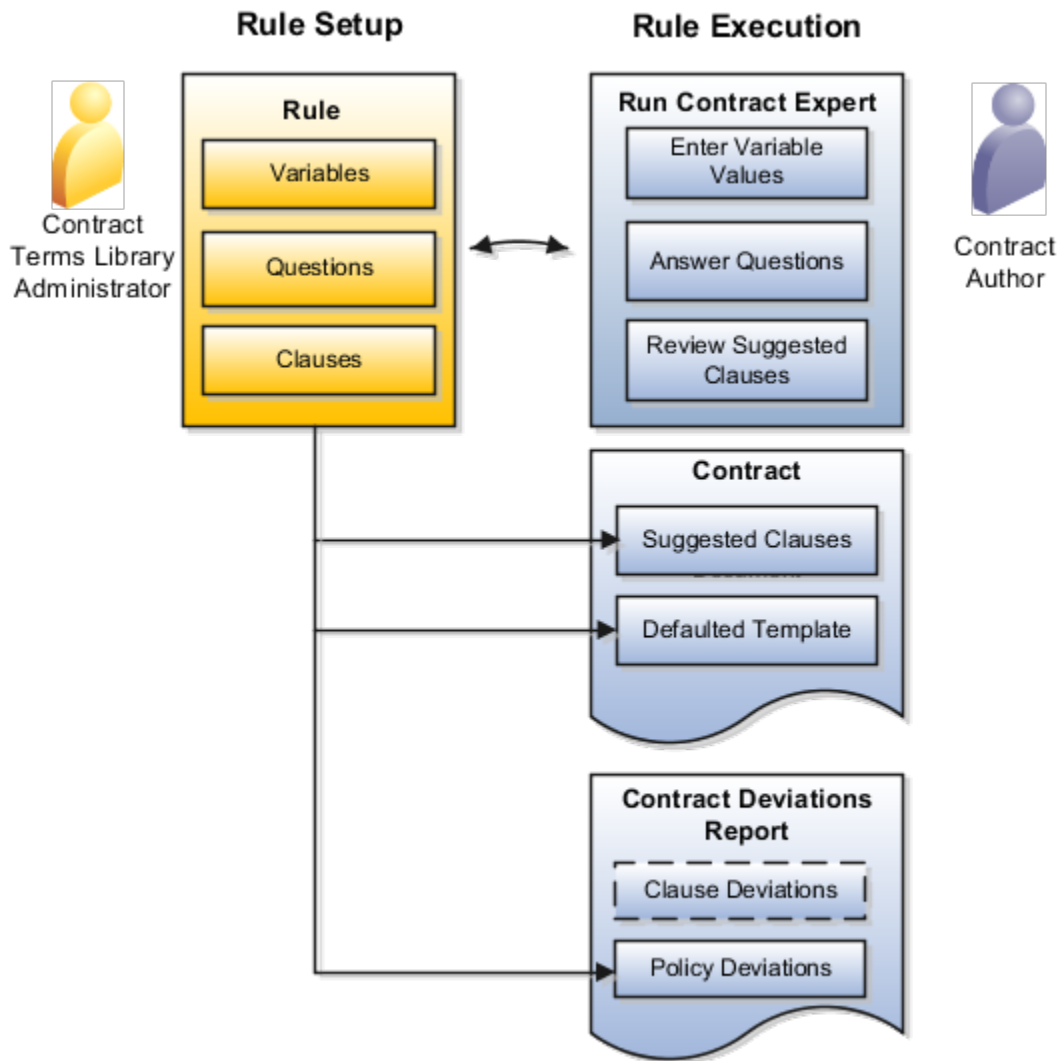 Rule Setup
Rule Execution
Rule
Variables
Questions
Clauses
Contract
Terms Library
Administrator
Run Contract Expert
Enter Variable
Values
Answer Questions
Review Suggested
Clauses
Contract
Author
Contract
Suggested Clauses
Defaulted Template
Contract Deviations
Report
Clause Deviations
Policy Deviations